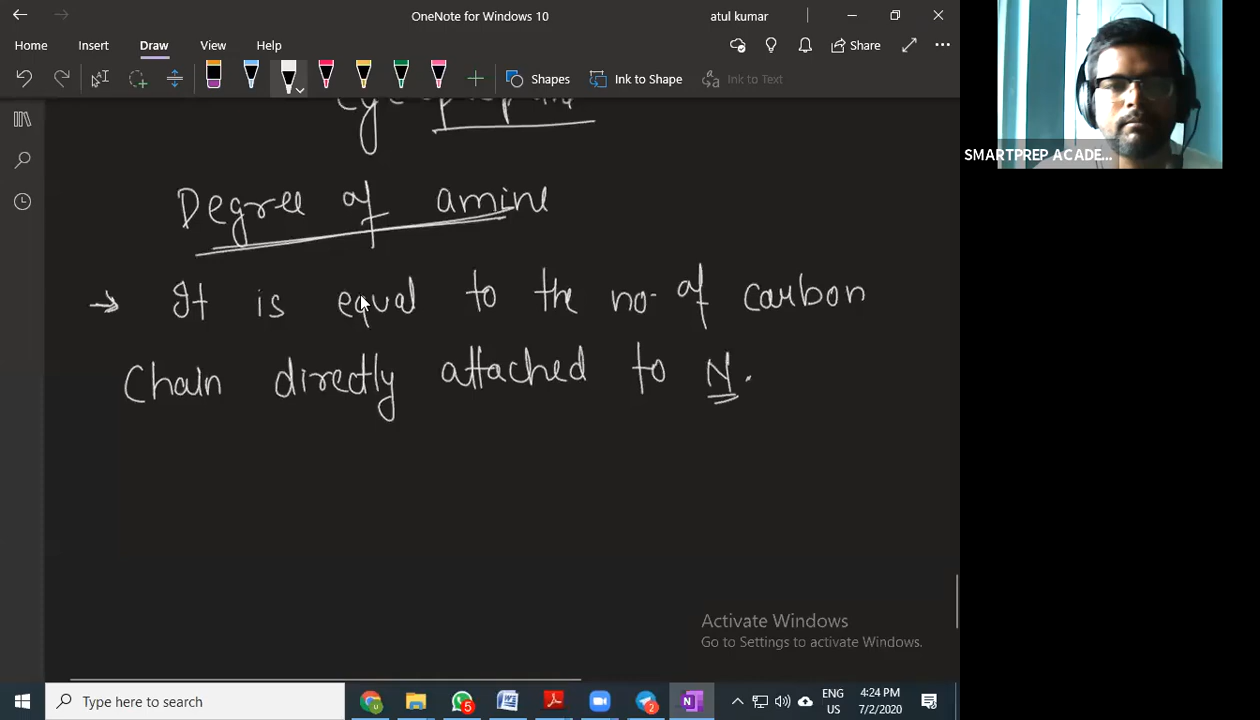 OneNote for Windows 10
atul kumar
Home Insert Draw View Help
Share
Shapes
Ink to Shape
Ink to Text
SMARTPREP ACADE...
Degree of amine
→ It is equal to the no. of carbon
Chain directly attached to N.
Activate Windows
Go to Settings to activate Windows.
Type here to search
5
2
ENG
US
4:24 PM
7/2/2020